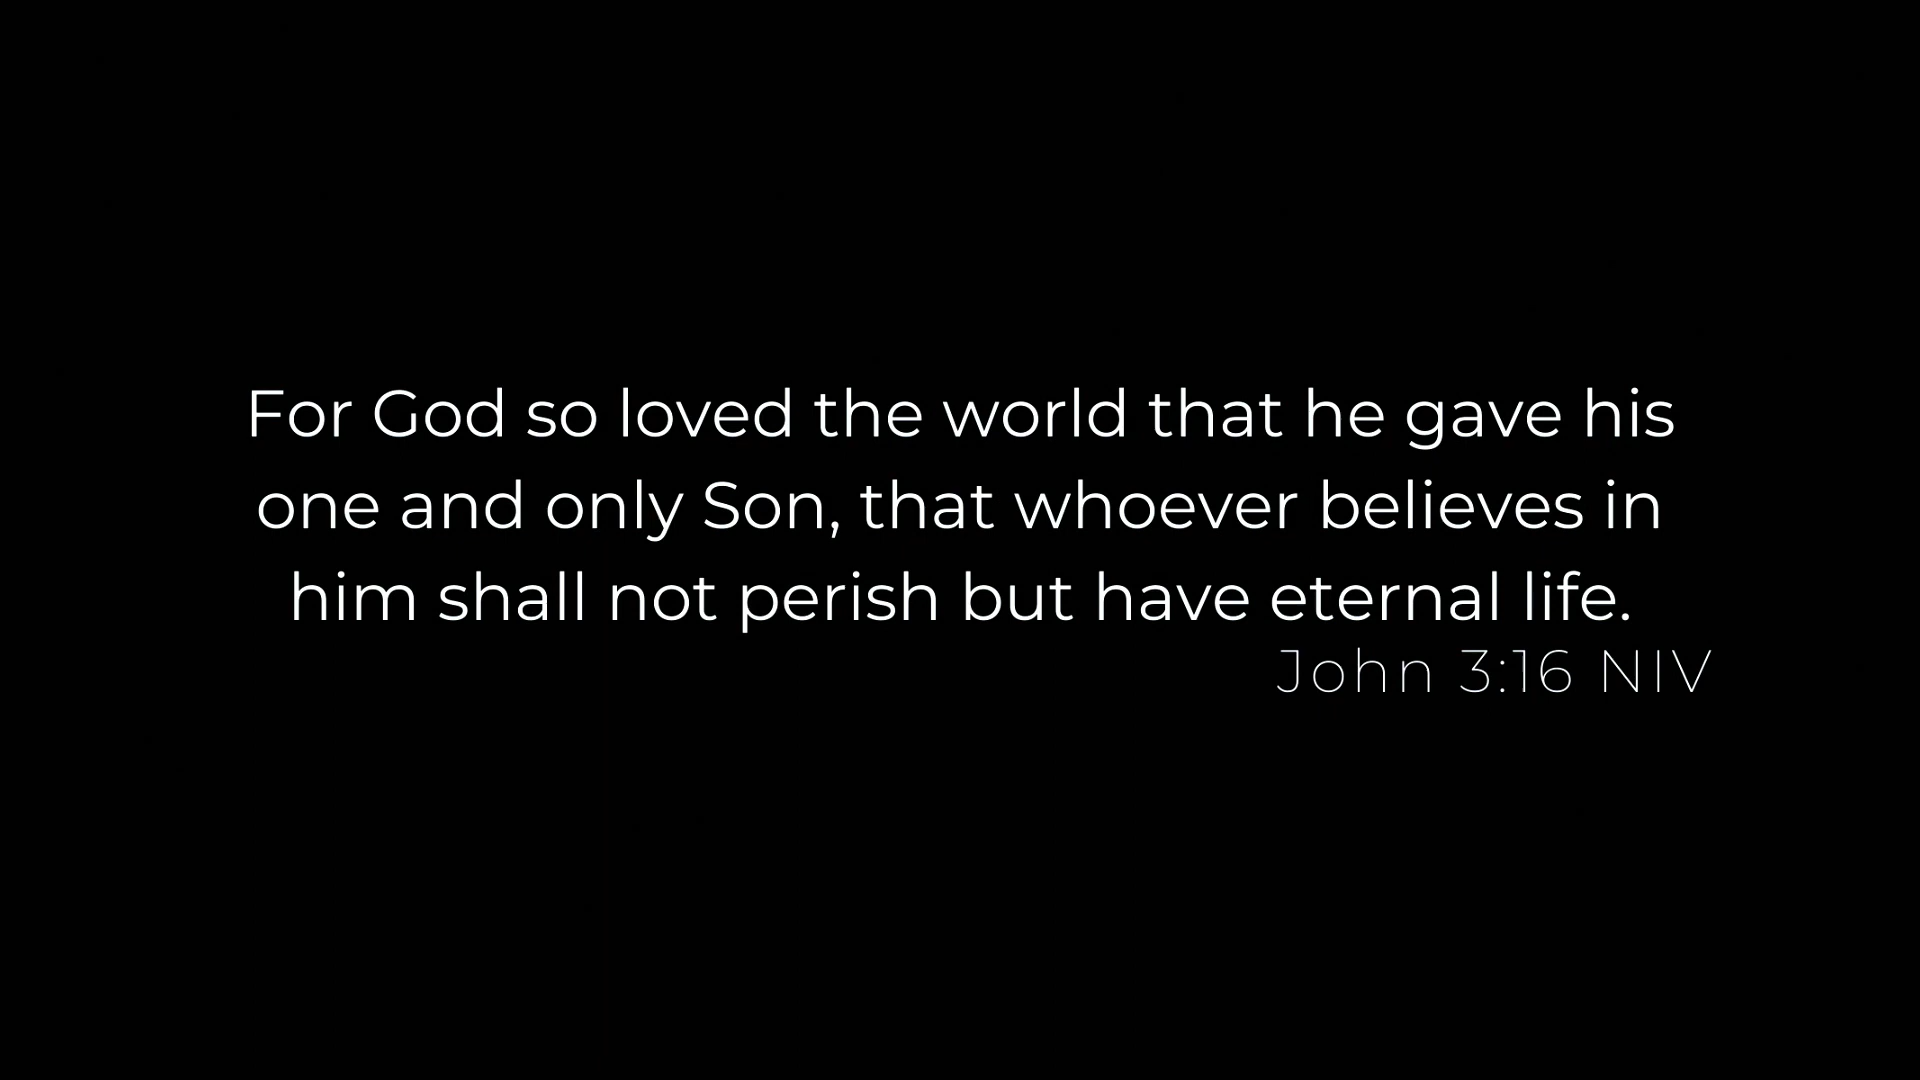 For God so loved the world that he gave his
one and only Son, that whoever believes in
him shall not perish but have eternal life.
John 3:16 NIV